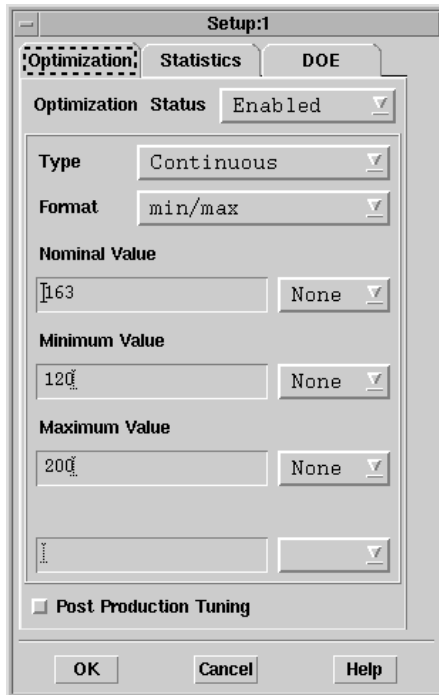 Setup:1
Optimization Statistics DOE
Optimization Status Enabled
Type Continuous
Format min/max
Nominal Value
163 None
Minimum Value
120 None
Maximum Value
200 None
Post Production Tuning
OK Cancel Help